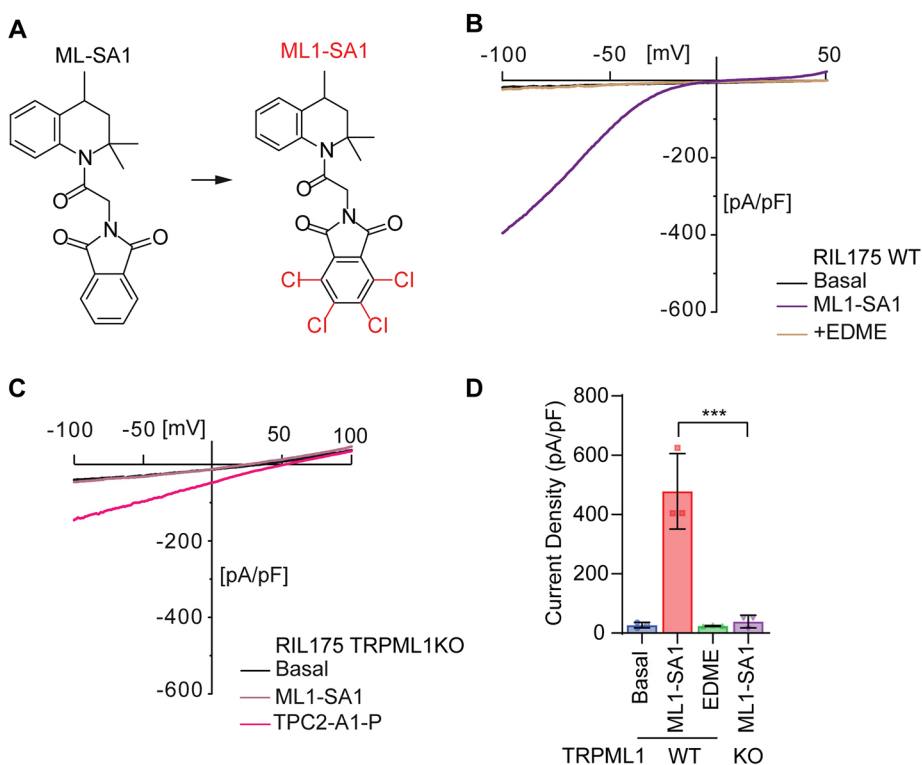 A
ML-SA1
ML1-SA1
N
O
N
O
O
N
O
N
O
O
Cl
Cl
Cl
Cl
B
-100
-50
[mV]
50
-200
[pA/pF]
-400
-600
RIL175 WT
Basal
ML1-SA1
+EDME
C
-100
-50 [mV]
50
100
-200
[pA/pF]
-400
-600
RIL175 TRPML1KO
Basal
ML1-SA1
TPC2-A1-P
D
Current Density (pA/pF)
800
600
400
200
0
***
Basal
ML1-SA1
EDME
ML1-SA1
TRPML1 WT KO